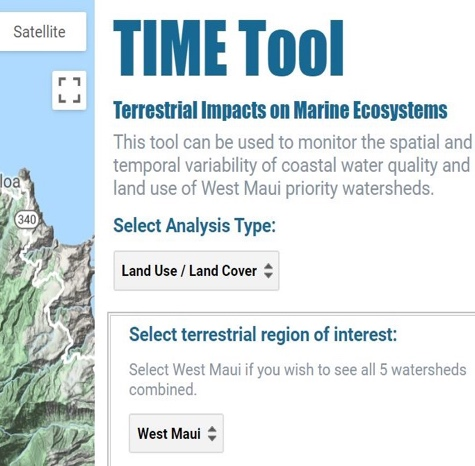 Satellite
TIME Tool
Terrestrial Impacts on Marine Ecosystems
This tool can be used to monitor the spatial and
temporal variability of coastal water quality and
land use of West Maui priority watersheds.
loa
340
Select Analysis Type:
Land Use / Land Cover
Select terrestrial region of interest:
Select West Maui if you wish to see all 5 watersheds
combined.
West Maui